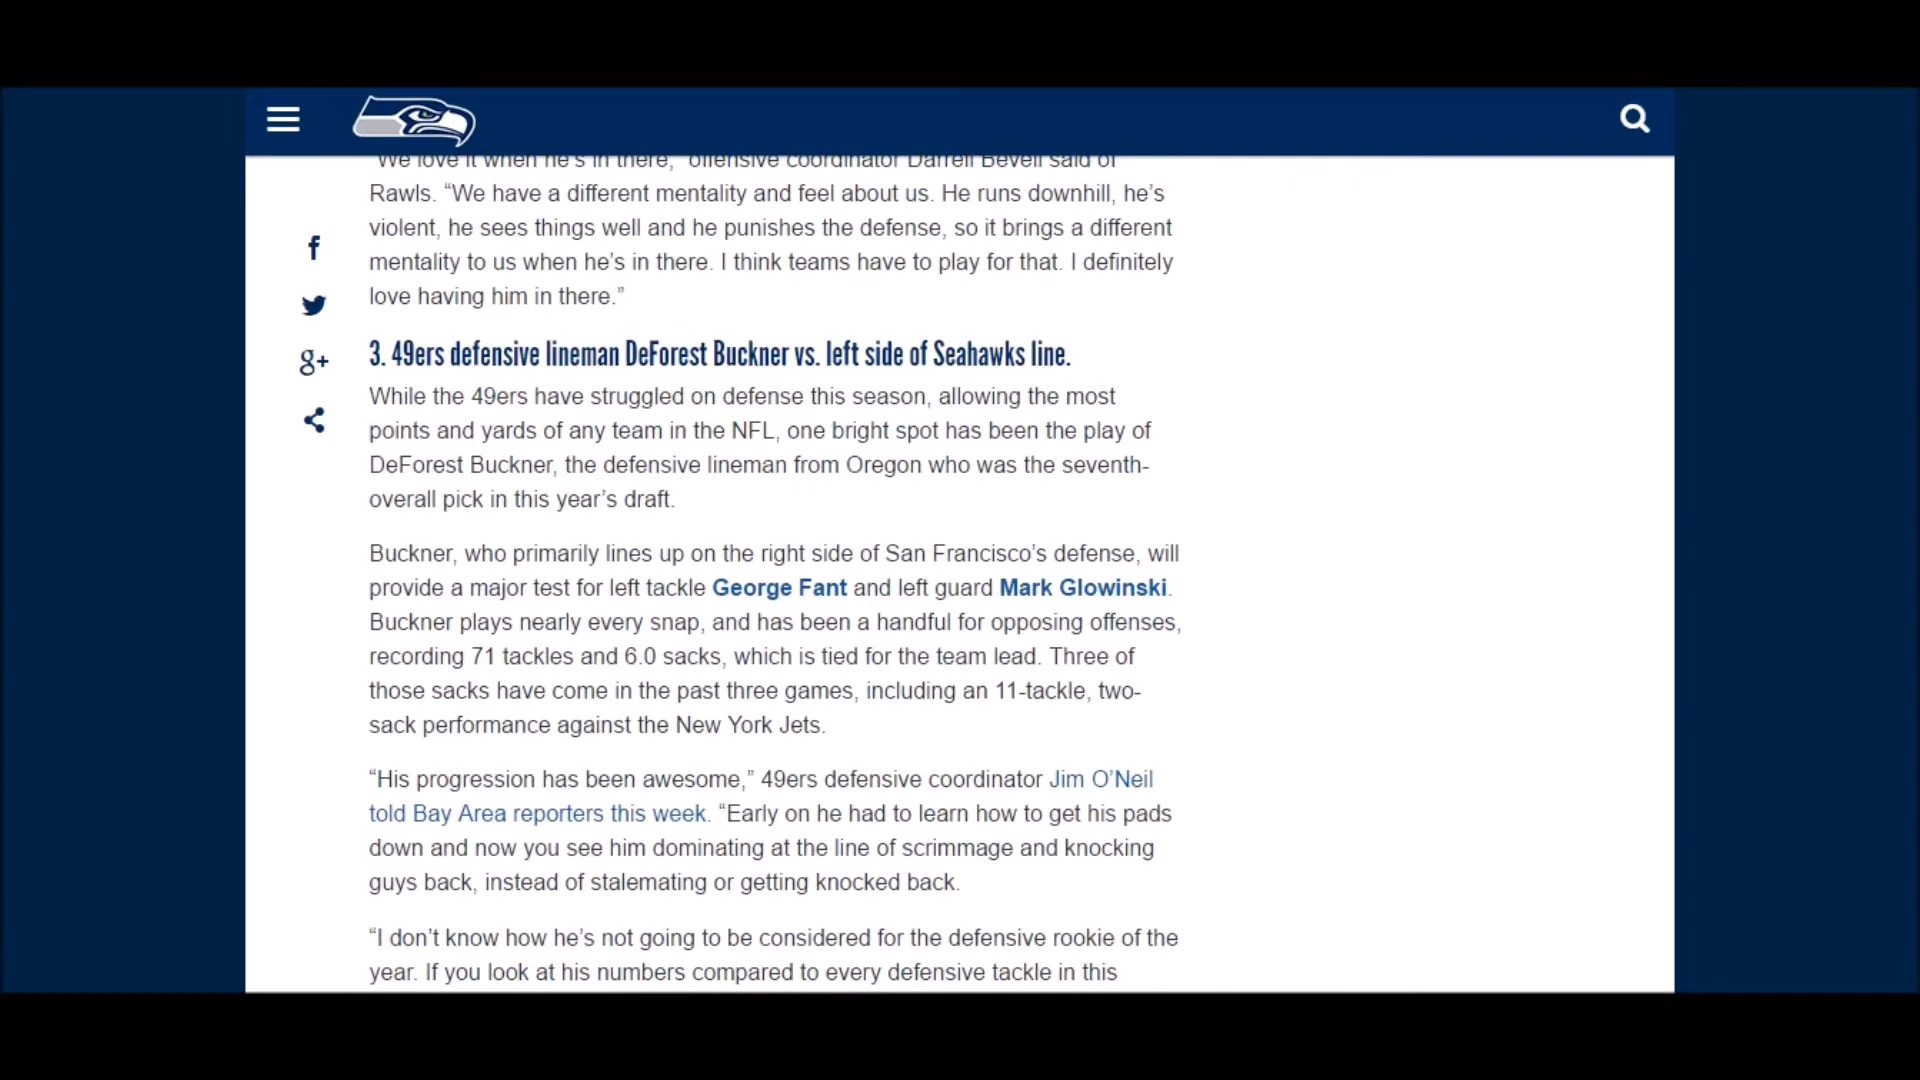 "We love it when he's in there," offensive coordinator Darrell Bevell said of
Rawls. “We have a different mentality and feel about us. He runs downhill, he’s
violent, he sees things well and he punishes the defense, so it brings a different
mentality to us when he’s in there. I think teams have to play for that. I definitely
love having him in there.”
f
g+
3. 49ers defensive lineman DeForest Buckner vs. left side of Seahawks line.
While the 49ers have struggled on defense this season, allowing the most
points and yards of any team in the NFL, one bright spot has been the play of
DeForest Buckner, the defensive lineman from Oregon who was the seventh-
overall pick in this year’s draft.
Buckner, who primarily lines up on the right side of San Francisco’s defense, will
provide a major test for left tackle George Fant and left guard Mark Glowinski.
Buckner plays nearly every snap, and has been a handful for opposing offenses,
recording 71 tackles and 6.0 sacks, which is tied for the team lead. Three of
those sacks have come in the past three games, including an 11-tackle, two-
sack performance against the New York Jets.
“His progression has been awesome,” 49ers defensive coordinator Jim O’Neil
told Bay Area reporters this week. “Early on he had to learn how to get his pads
down and now you see him dominating at the line of scrimmage and knocking
guys back, instead of stalemating or getting knocked back.
“I don’t know how he’s not going to be considered for the defensive rookie of the
year. If you look at his numbers compared to every defensive tackle in this